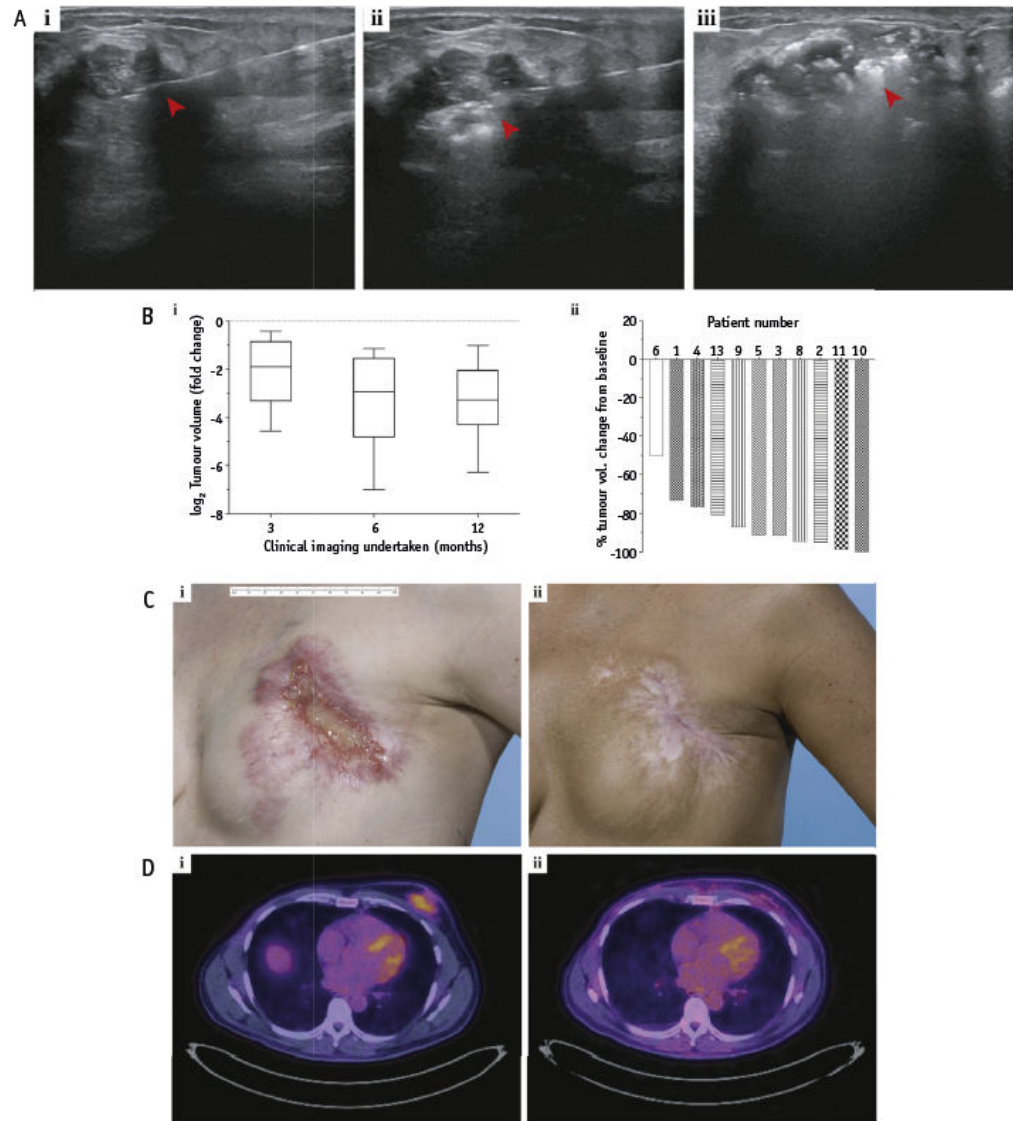 A i ii iii
B i ii
log₂ Tumour volume (fold change)
0
-2
-4
-6
-8
3 6 12
Clinical imaging undertaken (months)
% tumour vol. change from baseline
Patient number
20
0
-20
-40
-60
-80
-100
6 1 4 13 9 5 3 8 2 11 10
C i ii
D i ii